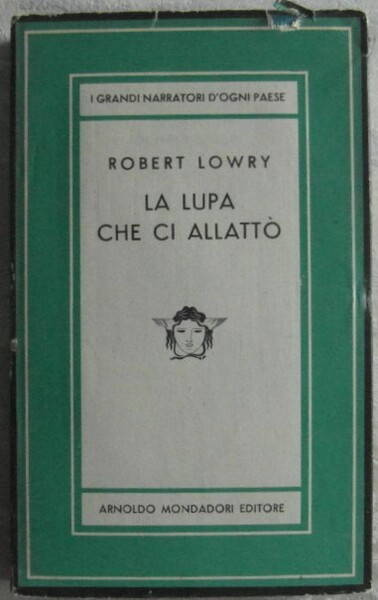 I GRANDI NARRATORI D'OGNI PAESE
ROBERT LOWRY
LA LUPA
CHE CI ALLATTÒ
ARNOLDO MONDADORI EDITORE